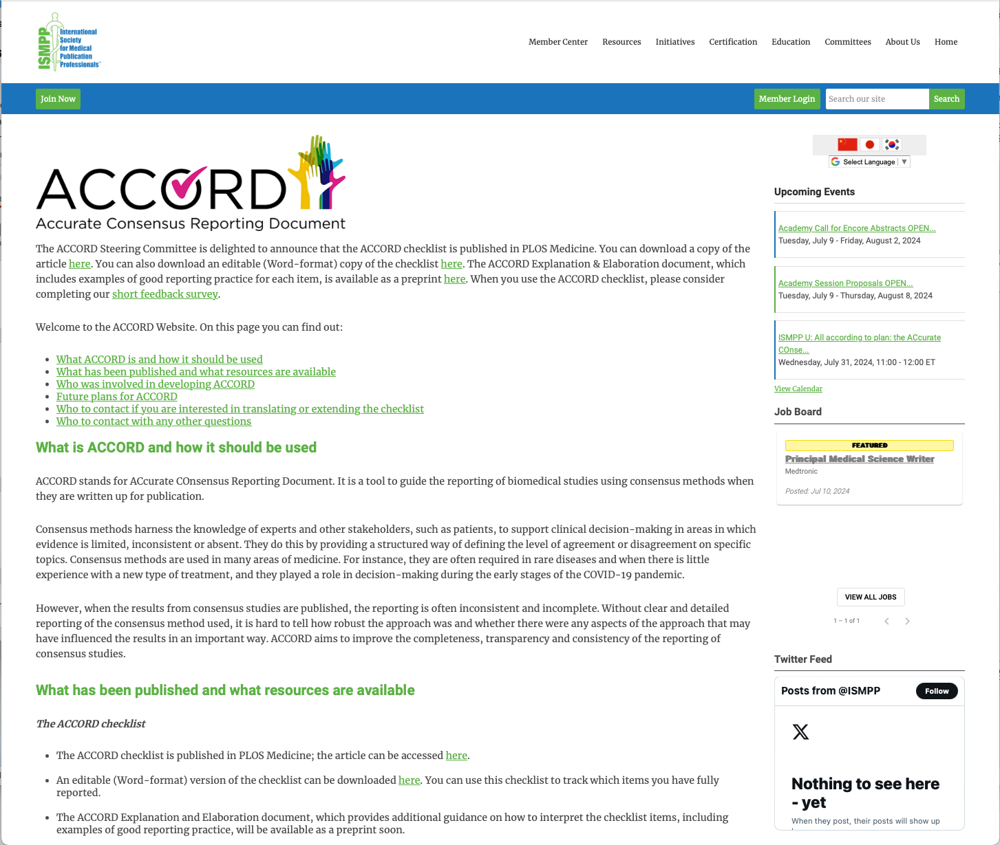 ISMPP
International
Society
for Medical
Publication
Professionals™
Member Center
Resources
Initiatives
Certification
Education
Committees
About Us
Home
Join Now
Member Login
Search our site
Search
ACCORD
Accurate Consensus Reporting Document
The ACCORD Steering Committee is delighted to announce that the ACCORD checklist is published in PLOS Medicine. You can download a copy of the
article here. You can also download an editable (Word-format) copy of the checklist here. The ACCORD Explanation & Elaboration document, which
includes examples of good reporting practice for each item, is available as a preprint here. When you use the ACCORD checklist, please consider
completing our short feedback survey.
Welcome to the ACCORD Website. On this page you can find out:
• What ACCORD is and how it should be used
• What has been published and what resources are available
• Who was involved in developing ACCORD
• Future plans for ACCORD
• Who to contact if you are interested in translating or extending the checklist
• Who to contact with any other questions
What is ACCORD and how it should be used
ACCORD stands for ACcurate COnsensus Reporting Document. It is a tool to guide the reporting of biomedical studies using consensus methods when
they are written up for publication.
Consensus methods harness the knowledge of experts and other stakeholders, such as patients, to support clinical decision-making in areas in which
evidence is limited, inconsistent or absent. They do this by providing a structured way of defining the level of agreement or disagreement on specific
topics. Consensus methods are used in many areas of medicine. For instance, they are often required in rare diseases and when there is little
experience with a new type of treatment, and they played a role in decision-making during the early stages of the COVID-19 pandemic.
However, when the results from consensus studies are published, the reporting is often inconsistent and incomplete. Without clear and detailed
reporting of the consensus method used, it is hard to tell how robust the approach was and whether there were any aspects of the approach that may
have influenced the results in an important way. ACCORD aims to improve the completeness, transparency and consistency of the reporting of
consensus studies.
What has been published and what resources are available
The ACCORD checklist
• The ACCORD checklist is published in PLOS Medicine; the article can be accessed here.
• An editable (Word-format) version of the checklist can be downloaded here. You can use this checklist to track which items you have fully
reported.
• The ACCORD Explanation and Elaboration document, which provides additional guidance on how to interpret the checklist items, including
examples of good reporting practice, will be available as a preprint soon.
Select Language ▼
Upcoming Events
Academy Call for Encore Abstracts OPEN...
Tuesday, July 9 - Friday, August 2, 2024
Academy Session Proposals OPEN...
Tuesday, July 9 - Thursday, August 8, 2024
ISMPP U: All according to plan: the ACcurate
COnse...
Wednesday, July 31, 2024, 11:00 - 12:00 ET
View Calendar
Job Board
FEATURED
Principal Medical Science Writer
Medtronic
Posted: Jul 10, 2024
VIEW ALL JOBS
1 – 1 of 1
Twitter Feed
Posts from @ISMPP
Follow
Nothing to see here
- yet
When they post, their posts will show up